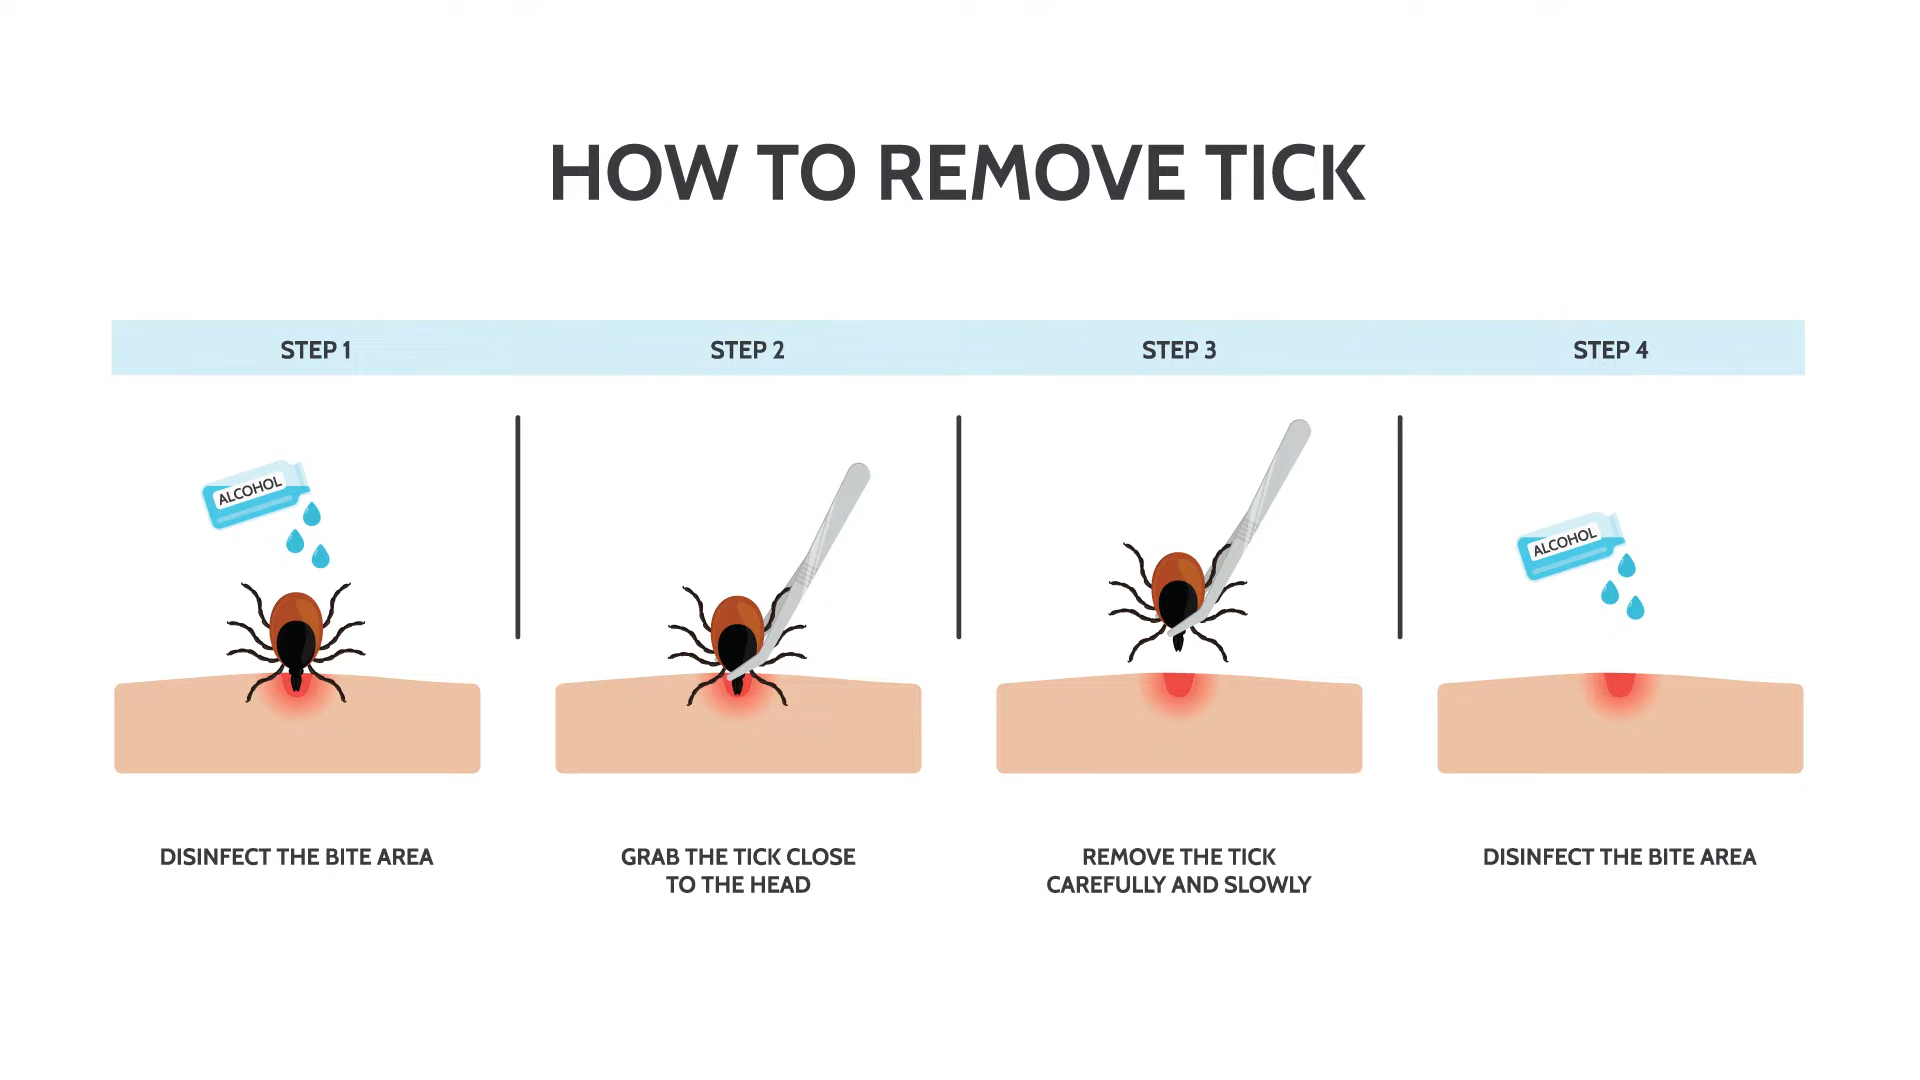 HOW TO REMOVE TICK
STEP 1
STEP 2
STEP 3
STEP 4
ALCOHOL
ALCOHOL
DISINFECT THE BITE AREA
GRAB THE TICK CLOSE
TO THE HEAD
REMOVE THE TICK
CAREFULLY AND SLOWLY
DISINFECT THE BITE AREA